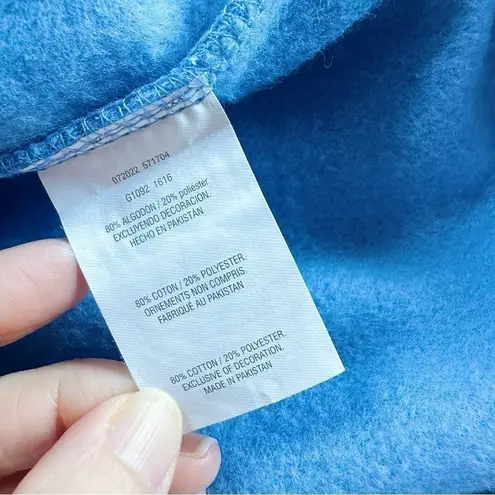 072022 571704
G1092 1616
80% ALGODON / 20% poliéster.
EXCLUYENDO DECORACIÓN.
HECHO EN PAKISTAN
80% COTON / 20% POLYESTER.
ORNEMENTS NON COMPRIS.
FABRIQUÉ AU PAKISTAN
80% COTTON / 20% POLYESTER.
EXCLUSIVE OF DECORATION.
MADE IN PAKISTAN